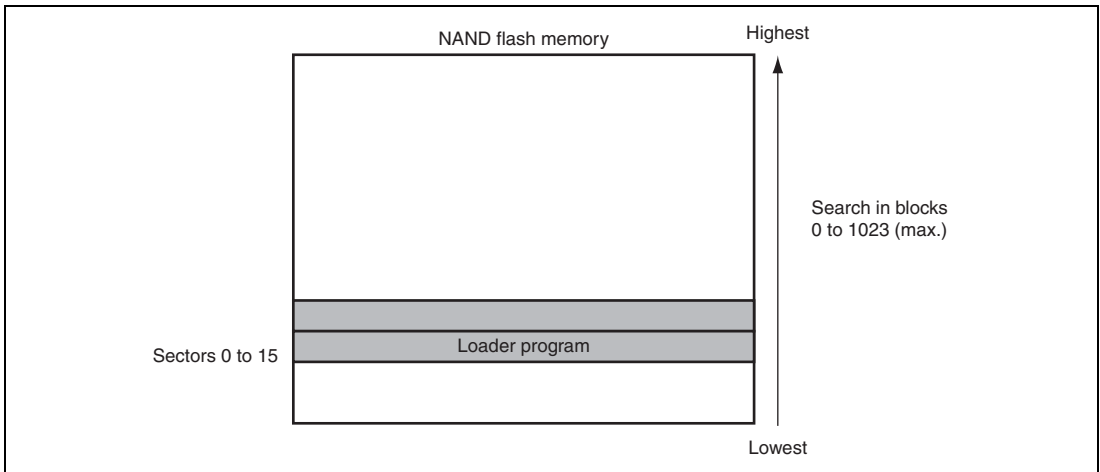 NAND flash memory
Highest
Search in blocks
0 to 1023 (max.)
Loader program
Sectors 0 to 15
Lowest